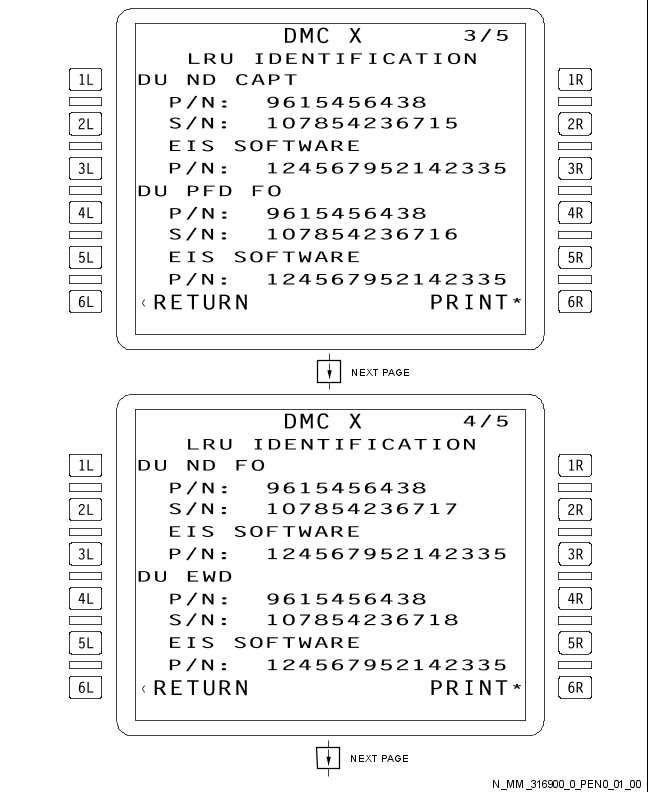 DMC X 3/5
LRU IDENTIFICATION
1L DU ND CAPT 1R
P/N: 9615456438
2L S/N: 107854236715 2R
EIS SOFTWARE
3L P/N: 124567952142335 3R
DU PFD FO
4L P/N: 9615456438 4R
S/N: 107854236716
5L EIS SOFTWARE 5R
P/N: 124567952142335
6L ‹RETURN PRINT* 6R
NEXT PAGE
DMC X 4/5
LRU IDENTIFICATION
1L DU ND FO 1R
P/N: 9615456438
2L S/N: 107854236717 2R
EIS SOFTWARE
3L P/N: 124567952142335 3R
DU EWD
4L P/N: 9615456438 4R
S/N: 107854236718
5L EIS SOFTWARE 5R
P/N: 124567952142335
6L ‹RETURN PRINT* 6R
NEXT PAGE
N_MM_316900_0_PEN0_01_00